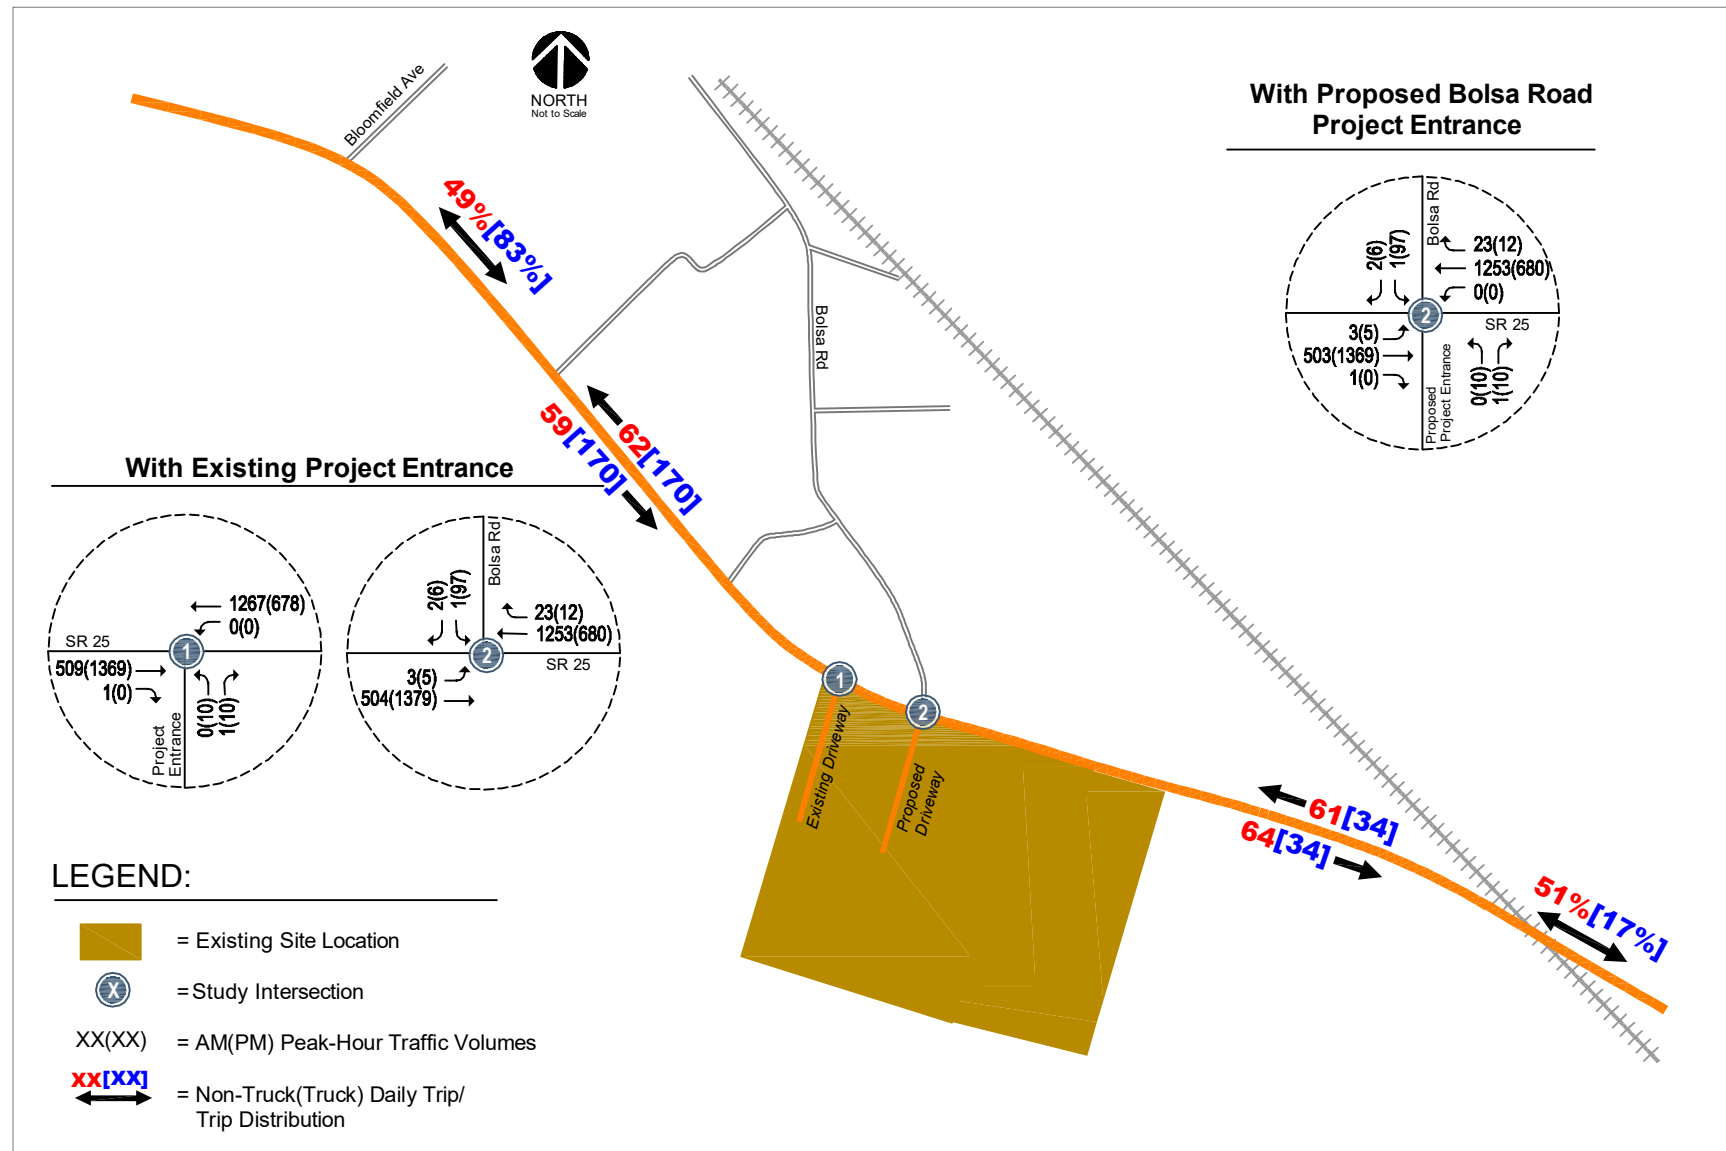 Bloomfield Ave
NORTH
Not to Scale
With Proposed Bolsa Road
Project Entrance
Bolsa Rd
2(6)
1(97)
23(12)
1253(680)
0(0)
2
SR 25
3(5)
503(1369)
1(0)
0(10)
1(10)
Proposed
Project Entrance
49%[83%]
Bolsa Rd
59[170]
62[170]
With Existing Project Entrance
1267(678)
0(0)
SR 25
1
509(1369)
1(0)
0(10)
1(10)
Project
Entrance
Bolsa Rd
2(6)
1(97)
23(12)
1253(680)
2
SR 25
3(5)
504(1379)
1
2
Existing Driveway
Proposed
Driveway
61[34]
64[34]
51%[17%]
LEGEND:
= Existing Site Location
X
= Study Intersection
XX(XX)
= AM(PM) Peak-Hour Traffic Volumes
XX[XX]
= Non-Truck(Truck) Daily Trip/
Trip Distribution